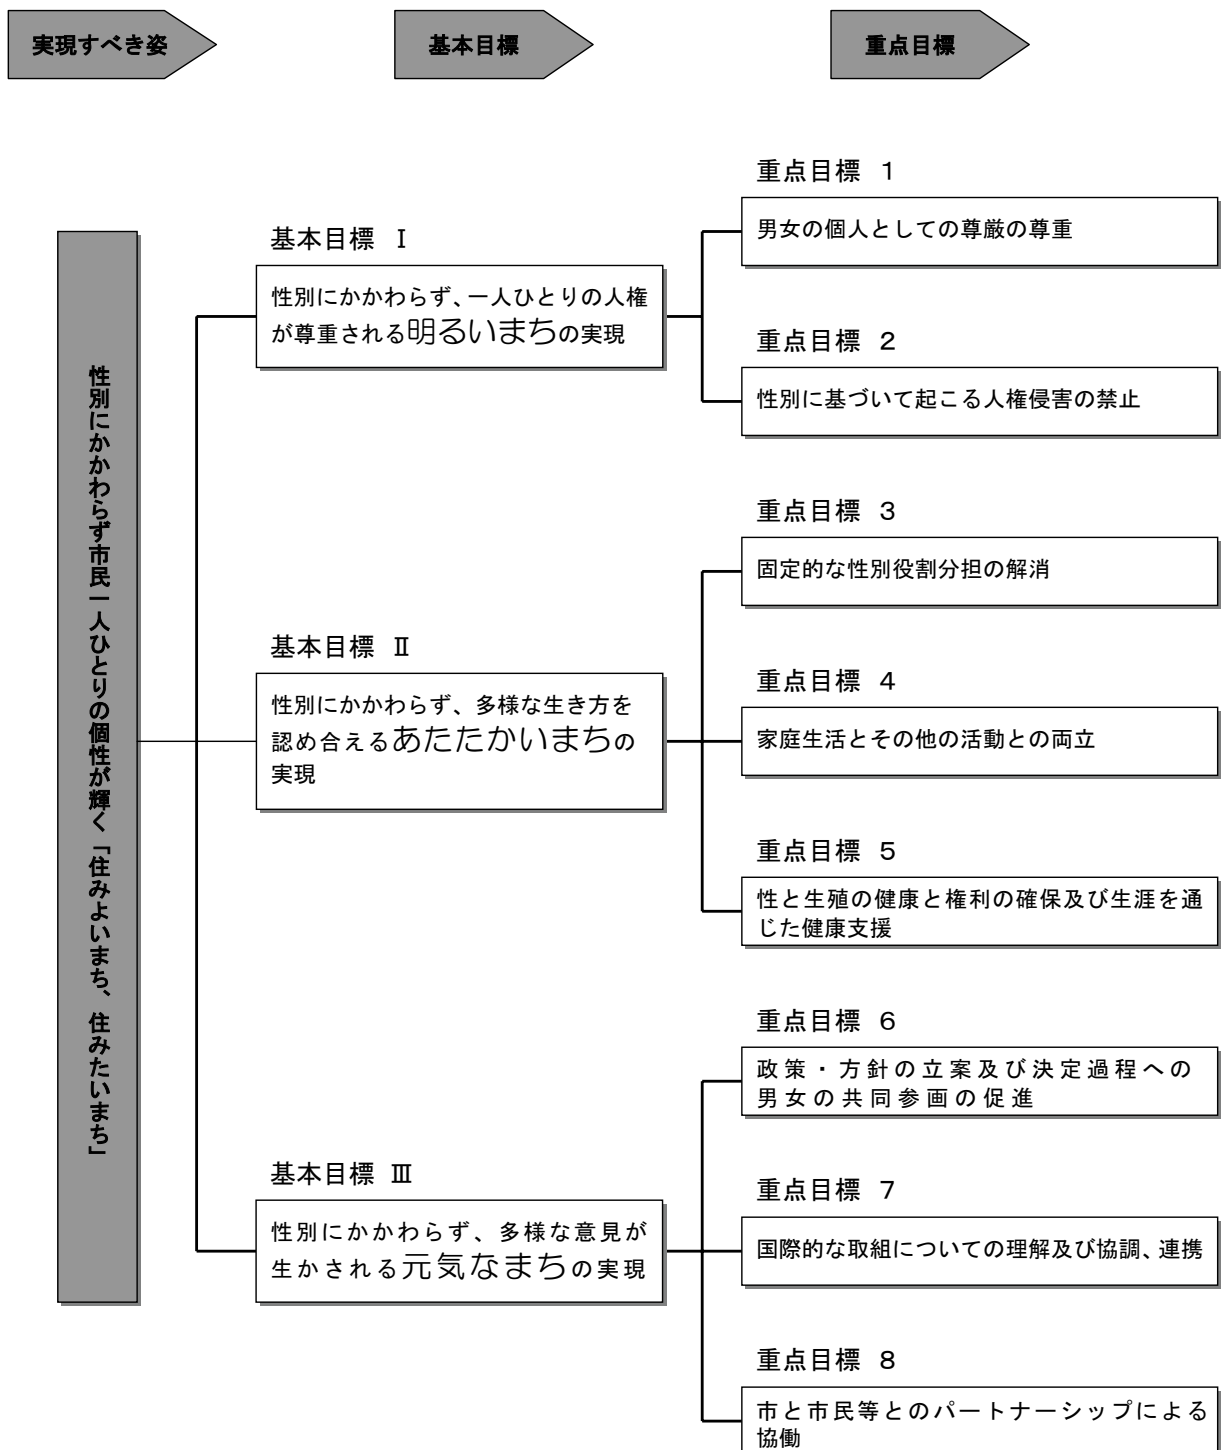 実現すべき姿
基本目標
重点目標
性別にかかわらず市民一人ひとりの個性が輝く「住みよいまち、住みたいまち」
基本目標 Ⅰ
性別にかかわらず、一人ひとりの人権
が尊重される明るいまちの実現
重点目標 1
男女の個人としての尊厳の尊重
重点目標 2
性別に基づいて起こる人権侵害の禁止
基本目標 Ⅱ
性別にかかわらず、多様な生き方を
認め合えるあたたかいまちの
実現
重点目標 3
固定的な性別役割分担の解消
重点目標 4
家庭生活とその他の活動との両立
重点目標 5
性と生殖の健康と権利の確保及び生涯を通
じた健康支援
基本目標 Ⅲ
性別にかかわらず、多様な意見が
生かされる元気なまちの実現
重点目標 6
政策・方針の立案及び決定過程への
男女の共同参画の促進
重点目標 7
国際的な取組についての理解及び協調、連携
重点目標 8
市と市民等とのパートナーシップによる
協働